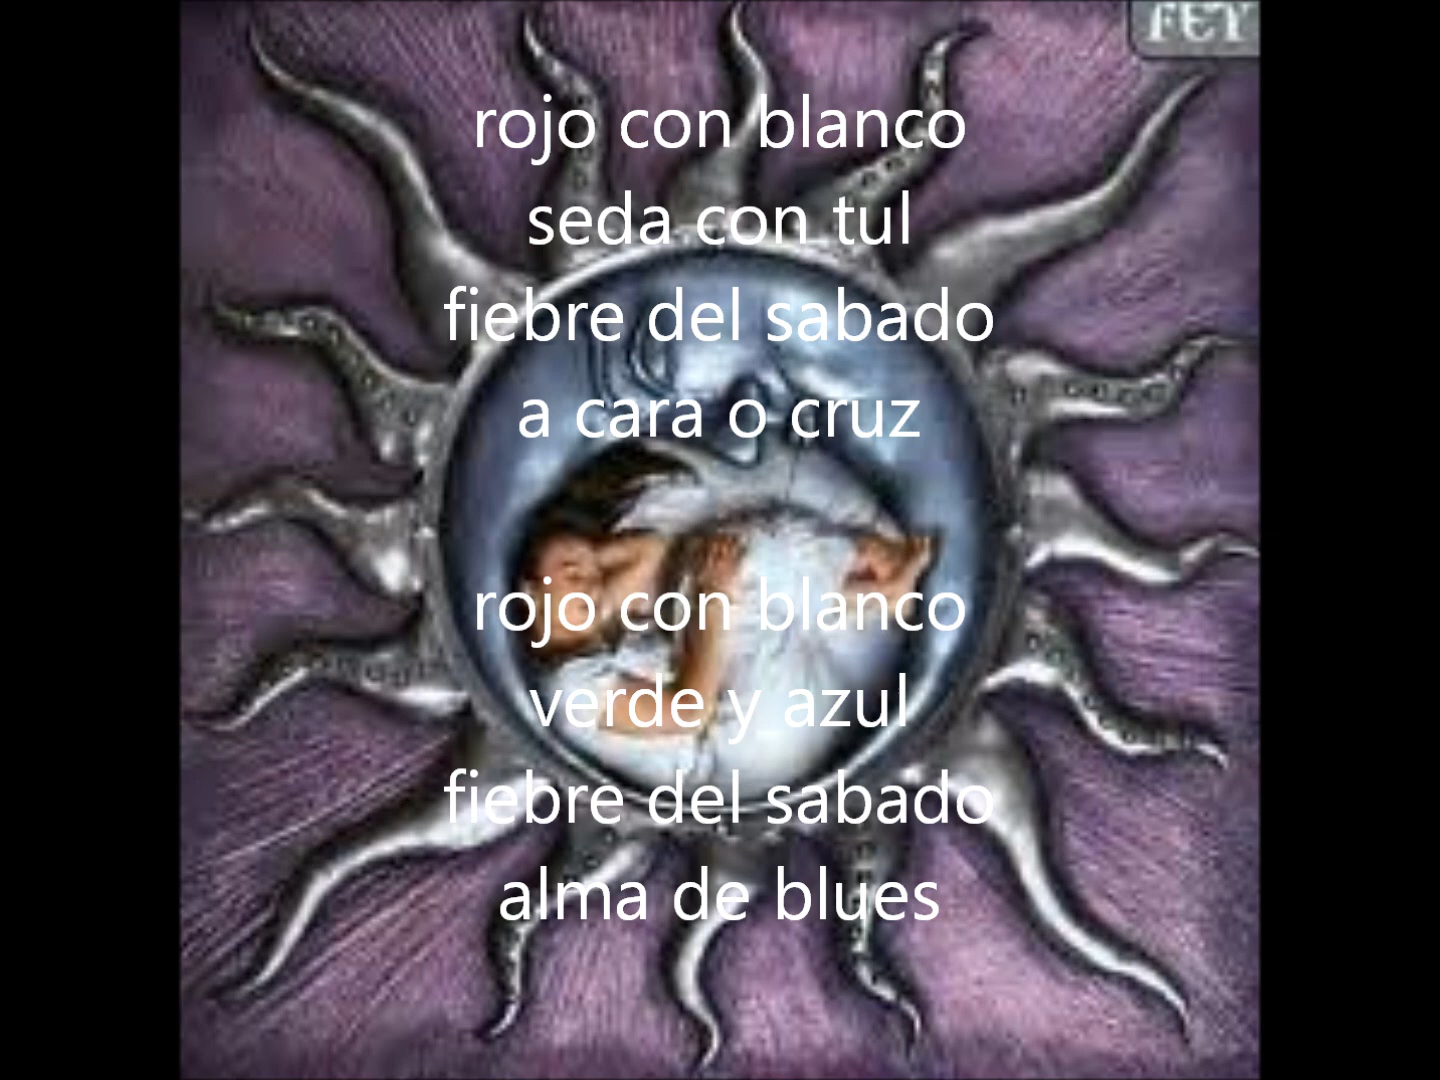 FEY
rojo con blanco
seda con tul
fiebre del sabado
a cara o cruz
rojo con blanco
verde y azul
fiebre del sabado
alma de blues